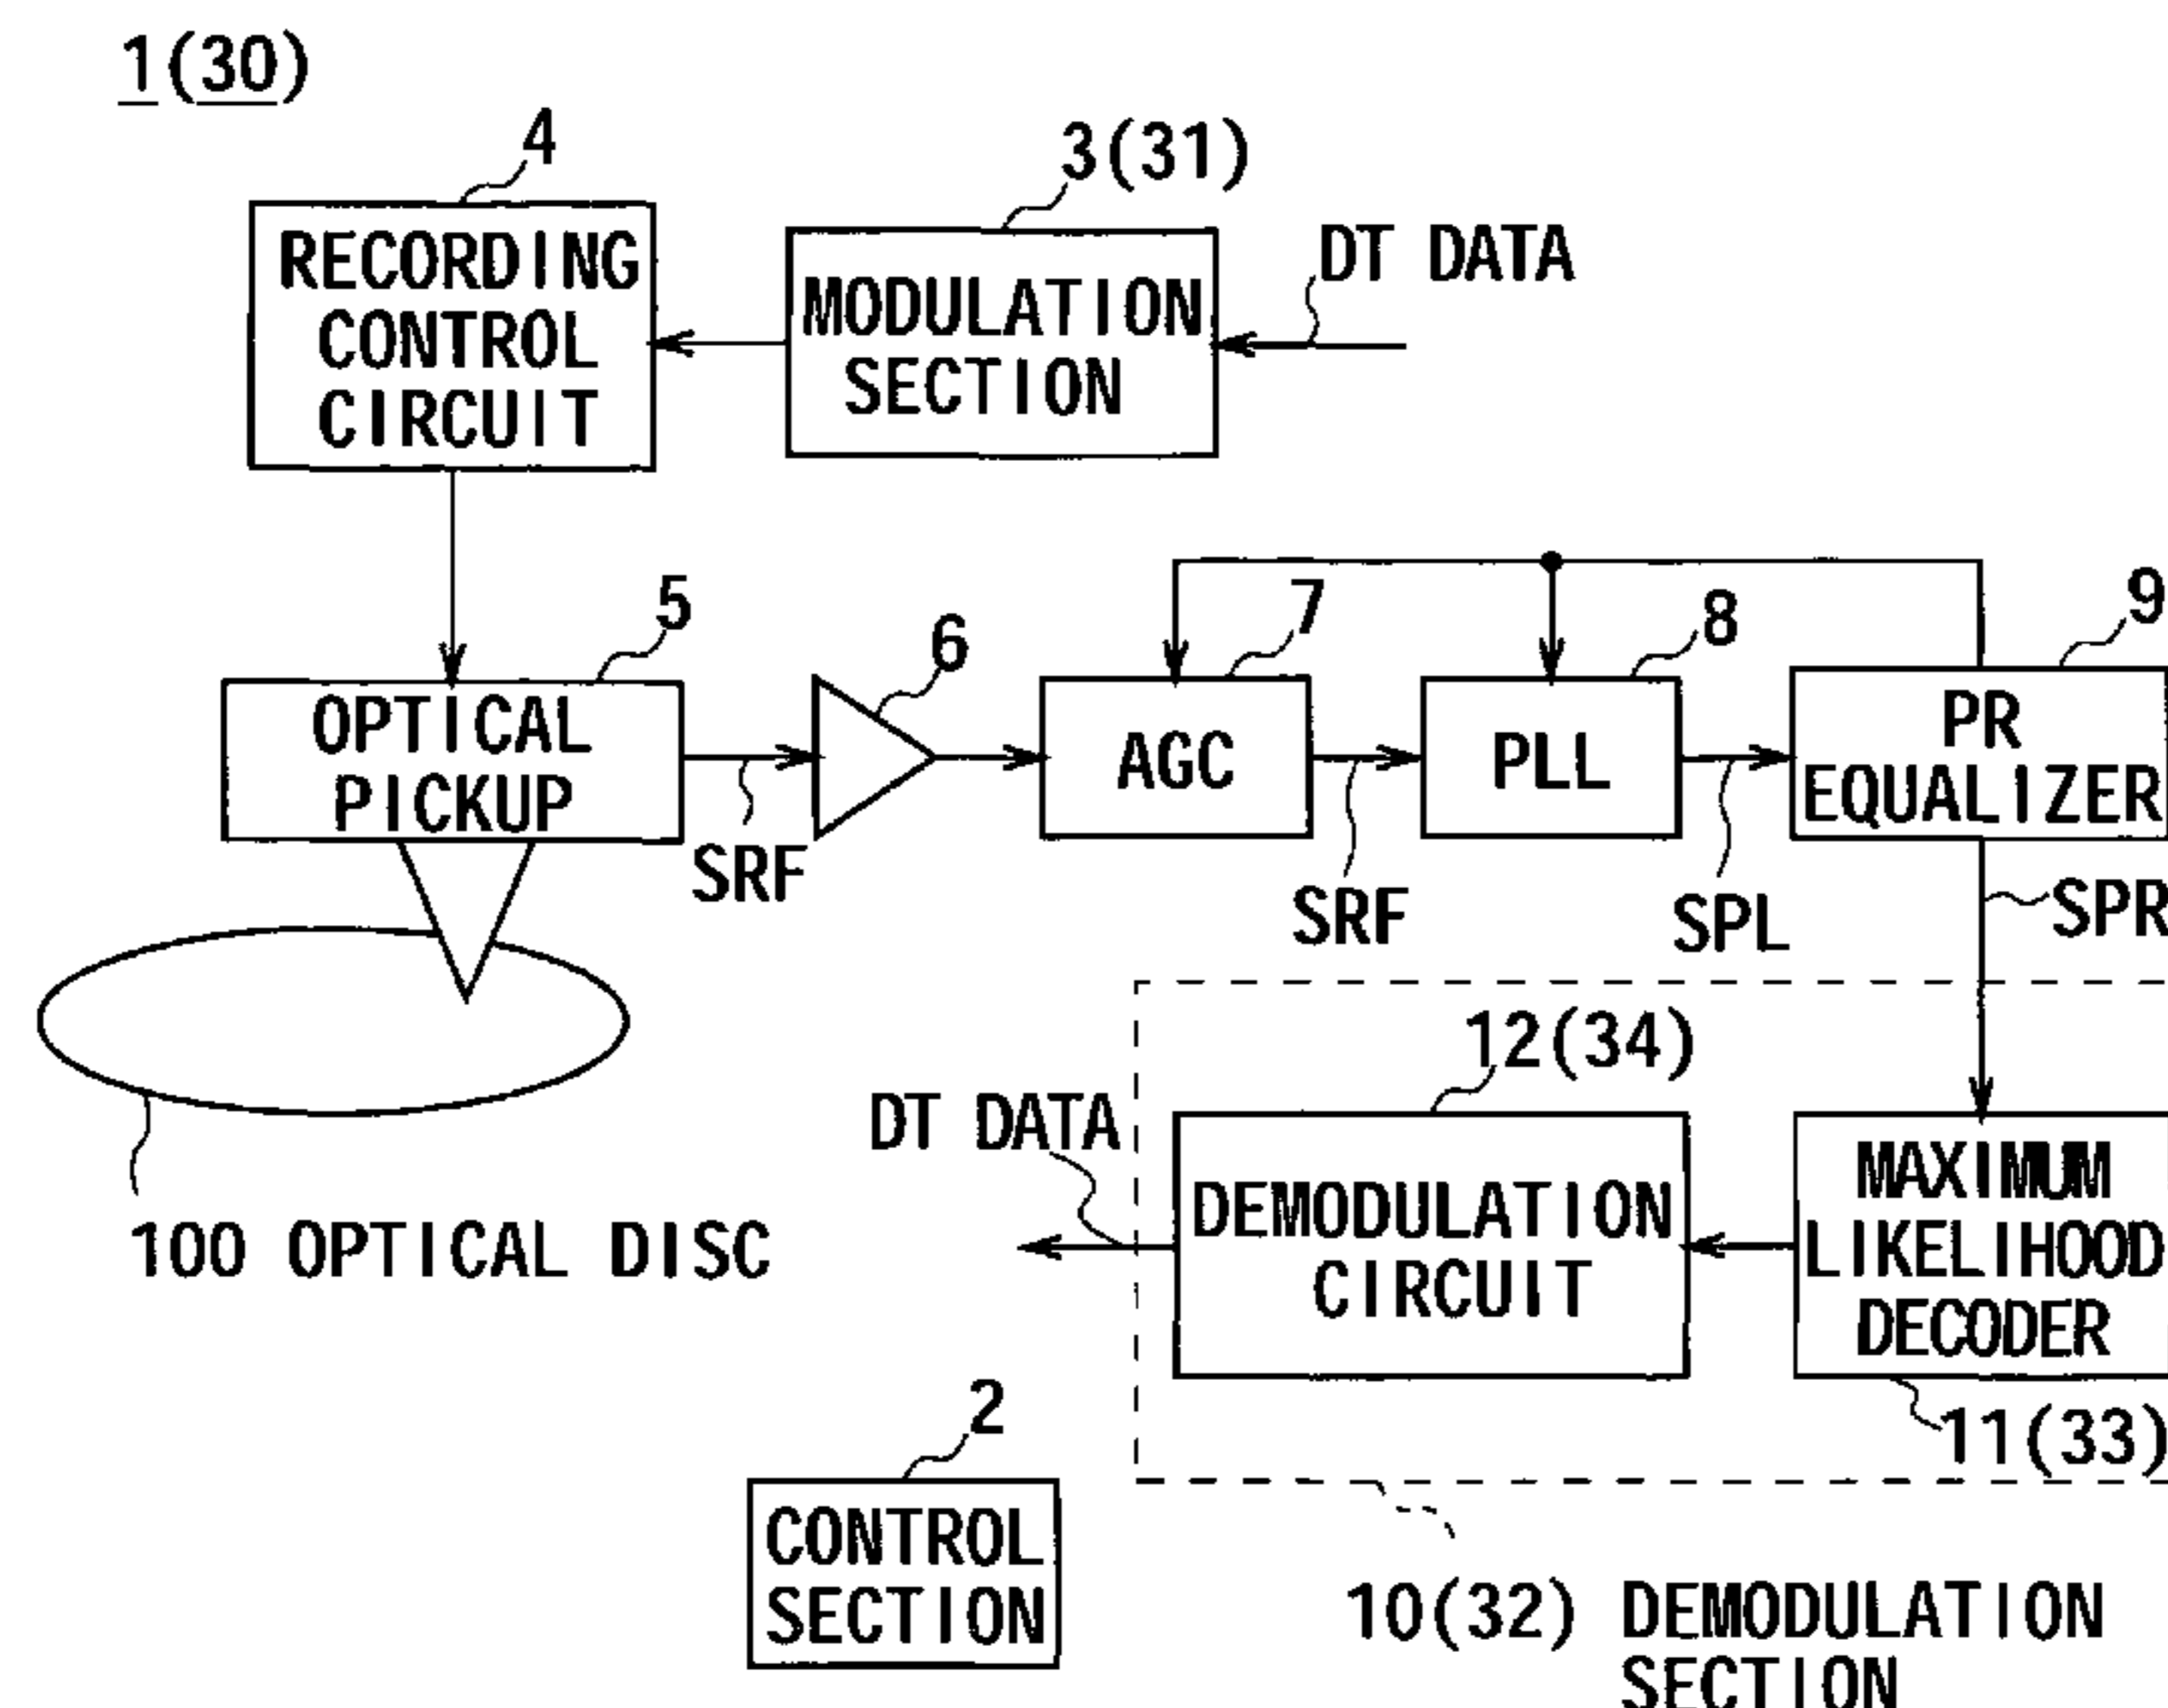 1(30)
4
3(31)
RECORDING
CONTROL
CIRCUIT
MODULATION
SECTION
DT DATA
5
6
7
8
9
OPTICAL
PICKUP
AGC
PLL
PR
EQUALIZER
SRF
SRF
SPL
SPR
12(34)
DT DATA
DEMODULATION
CIRCUIT
MAXIMUM
LIKELIHOOD
DECODER
100 OPTICAL DISC
11(33)
2
CONTROL
SECTION
10(32) DEMODULATION
SECTION